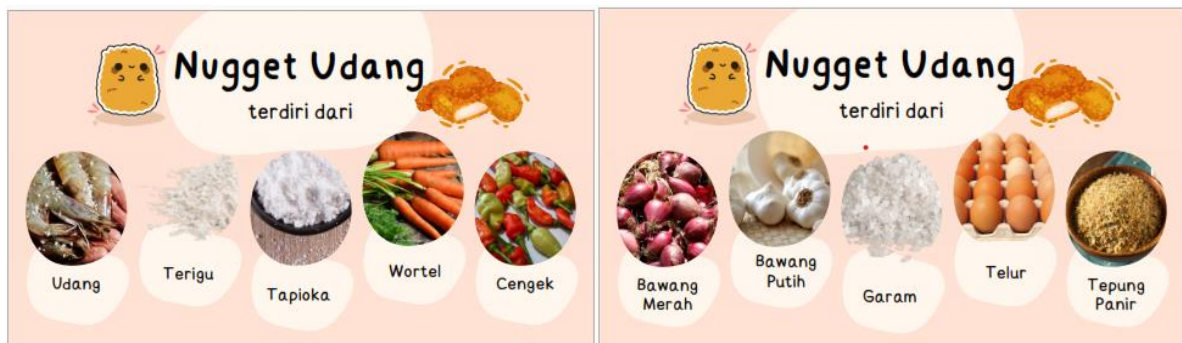 Nugget Udang
terdiri dari
Udang
Terigu
Tapioka
Wortel
Cengek
Nugget Udang
terdiri dari
Bawang
Merah
Bawang
Putih
Garam
Telur
Tepung
Panir